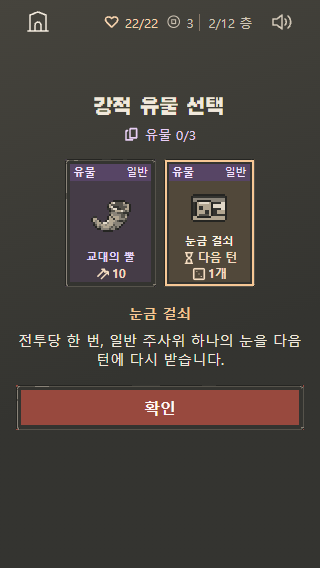 22/22 3 2/12 층
강적 유물 선택
유물 0/3
유물 일반
교대의 뿔
10
유물 일반
눈금 걸쇠
다음 턴
1개
눈금 걸쇠
전투당 한 번, 일반 주사위 하나의 눈을 다음
턴에 다시 받습니다.
확인